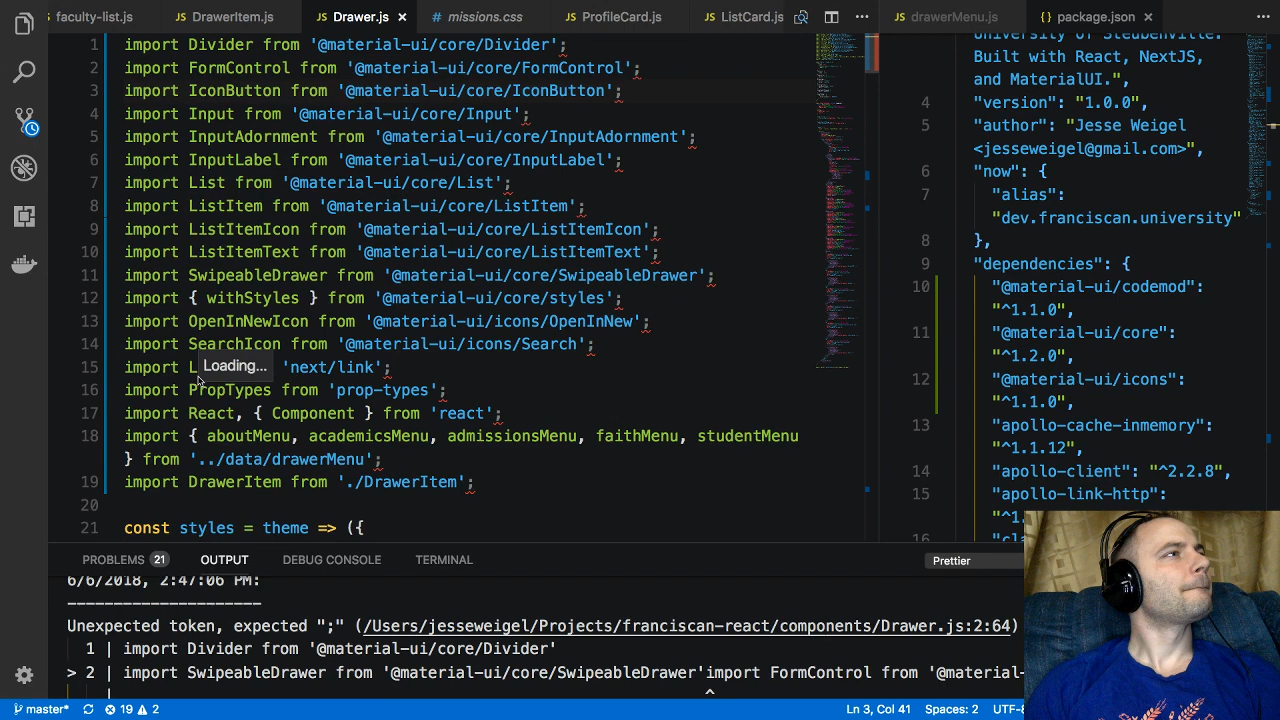 faculty-list.js DrawerItem.js Drawer.js missions.css ProfileCard.js ListCard.js drawerMenu.js package.json
1 import Divider from '@material-ui/core/Divider';
2 import FormControl from '@material-ui/core/FormControl';
3 import IconButton from '@material-ui/core/IconButton';
4 import Input from '@material-ui/core/Input';
5 import InputAdornment from '@material-ui/core/InputAdornment';
6 import InputLabel from '@material-ui/core/InputLabel';
7 import List from '@material-ui/core/List';
8 import ListItem from '@material-ui/core/ListItem';
9 import ListItemIcon from '@material-ui/core/ListItemIcon';
10 import ListItemText from '@material-ui/core/ListItemText';
11 import SwipeableDrawer from '@material-ui/core/SwipeableDrawer';
12 import { withStyles } from '@material-ui/core/styles';
13 import OpenInNewIcon from '@material-ui/icons/OpenInNew';
14 import SearchIcon from '@material-ui/icons/Search';
Loading...
15 import L 'next/link';
16 import PropTypes from 'prop-types';
17 import React, { Component } from 'react';
18 import { aboutMenu, academicsMenu, admissionsMenu, faithMenu, studentMenu
} from '../data/drawerMenu';
19 import DrawerItem from './DrawerItem';
20
21 const styles = theme => ({
University of Steubenville.
Built with React, NextJS,
and MaterialUI.",
4 "version": "1.0.0",
5 "author": "Jesse Weigel
<jesseweigel@gmail.com>",
6 "now": {
7 "alias":
"dev.franciscan.university"
8 },
9 "dependencies": {
10 "@material-ui/codemod":
"^1.1.0",
11 "@material-ui/core":
"^1.2.0",
12 "@material-ui/icons":
"^1.1.0",
13 "apollo-cache-inmemory":
"^1.1.12",
14 "apollo-client": "^2.2.8",
15 "apollo-link-http":
"^1.
16
PROBLEMS 21 OUTPUT DEBUG CONSOLE TERMINAL Prettier
6/6/2018, 2:47:06 PM:
---------------------
Unexpected token, expected ";" (/Users/jesseweigel/Projects/franciscan-react/components/Drawer.js:2:64)
1 | import Divider from '@material-ui/core/Divider'
> 2 | import SwipeableDrawer from '@material-ui/core/SwipeableDrawer'import FormControl from '@material-
| ^
master* 19 2 Ln 3, Col 41 Spaces: 2 UTF-8